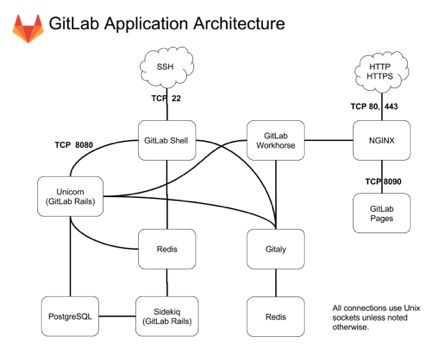 GitLab Application Architecture
SSH
HTTP
HTTPS
TCP 22
TCP 80, 443
TCP 8080
GitLab Shell
GitLab
Workhorse
NGINX
TCP 8090
Unicorn
(GitLab Rails)
GitLab
Pages
Redis
Gitaly
PostgreSQL
Sidekiq
(GitLab Rails)
Redis
All connections use Unix
sockets unless noted
otherwise.